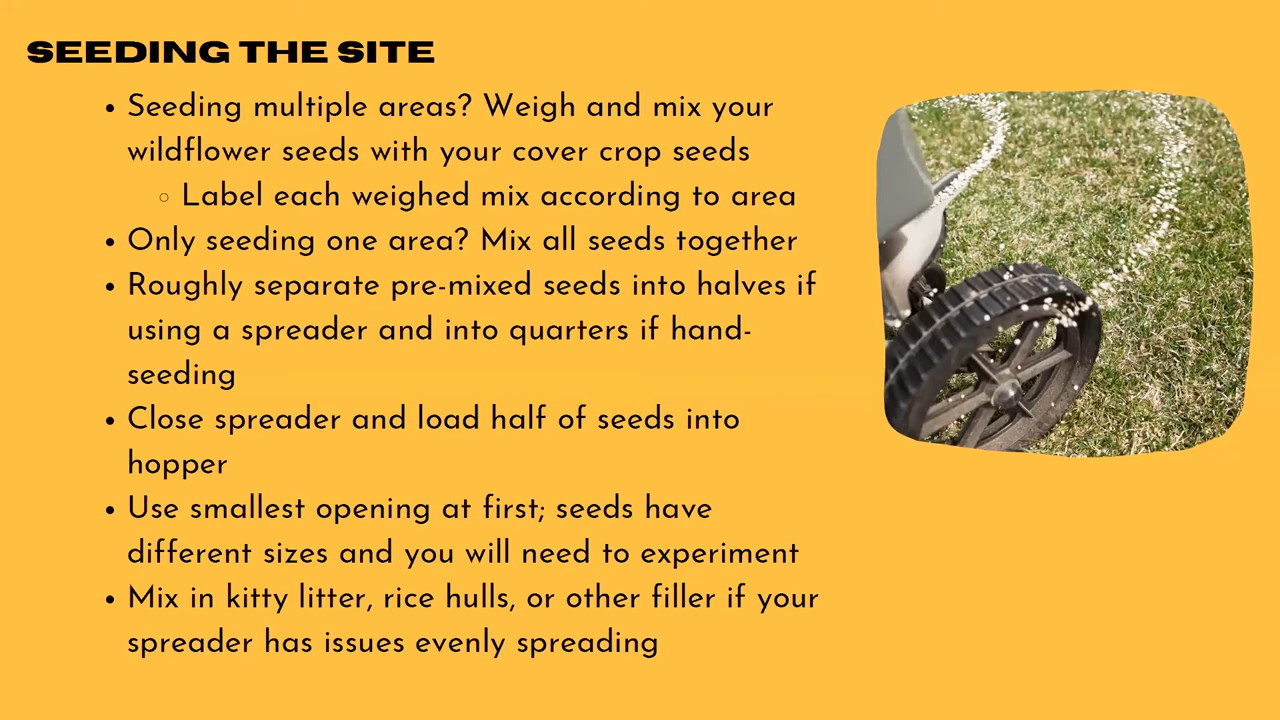 SEEDING THE SITE
• Seeding multiple areas? Weigh and mix your
wildflower seeds with your cover crop seeds
◦ Label each weighed mix according to area
• Only seeding one area? Mix all seeds together
• Roughly separate pre-mixed seeds into halves if
using a spreader and into quarters if hand-
seeding
• Close spreader and load half of seeds into
hopper
• Use smallest opening at first; seeds have
different sizes and you will need to experiment
• Mix in kitty litter, rice hulls, or other filler if your
spreader has issues evenly spreading